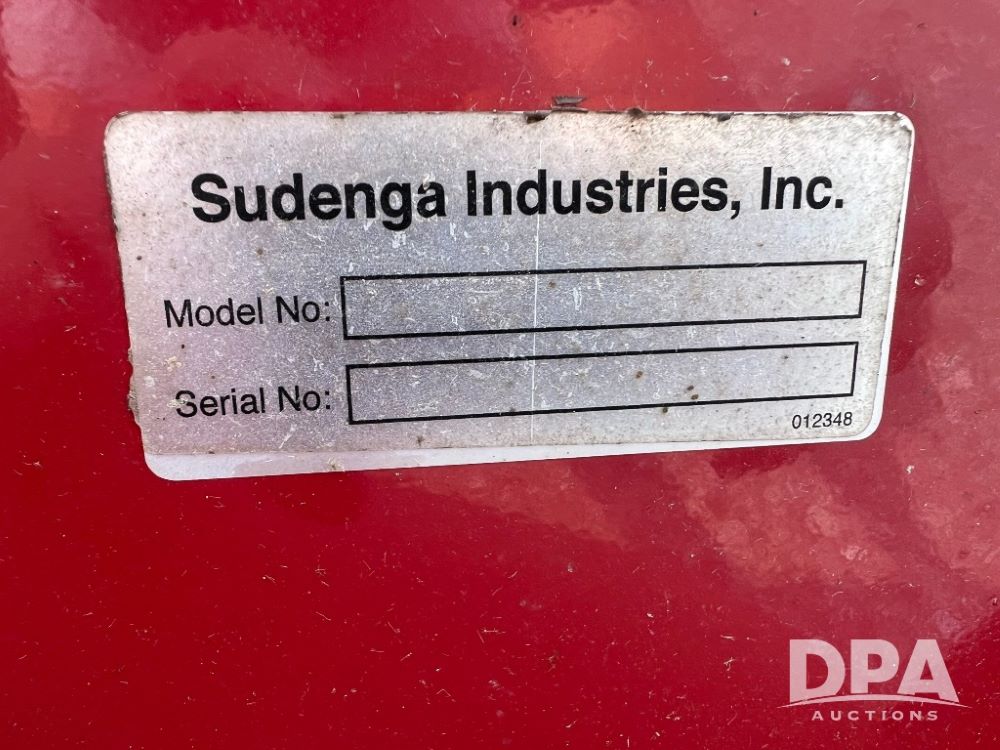 Sudenga Industries, Inc.
Model No:
Serial No:
012348
DPA
AUCTIONS